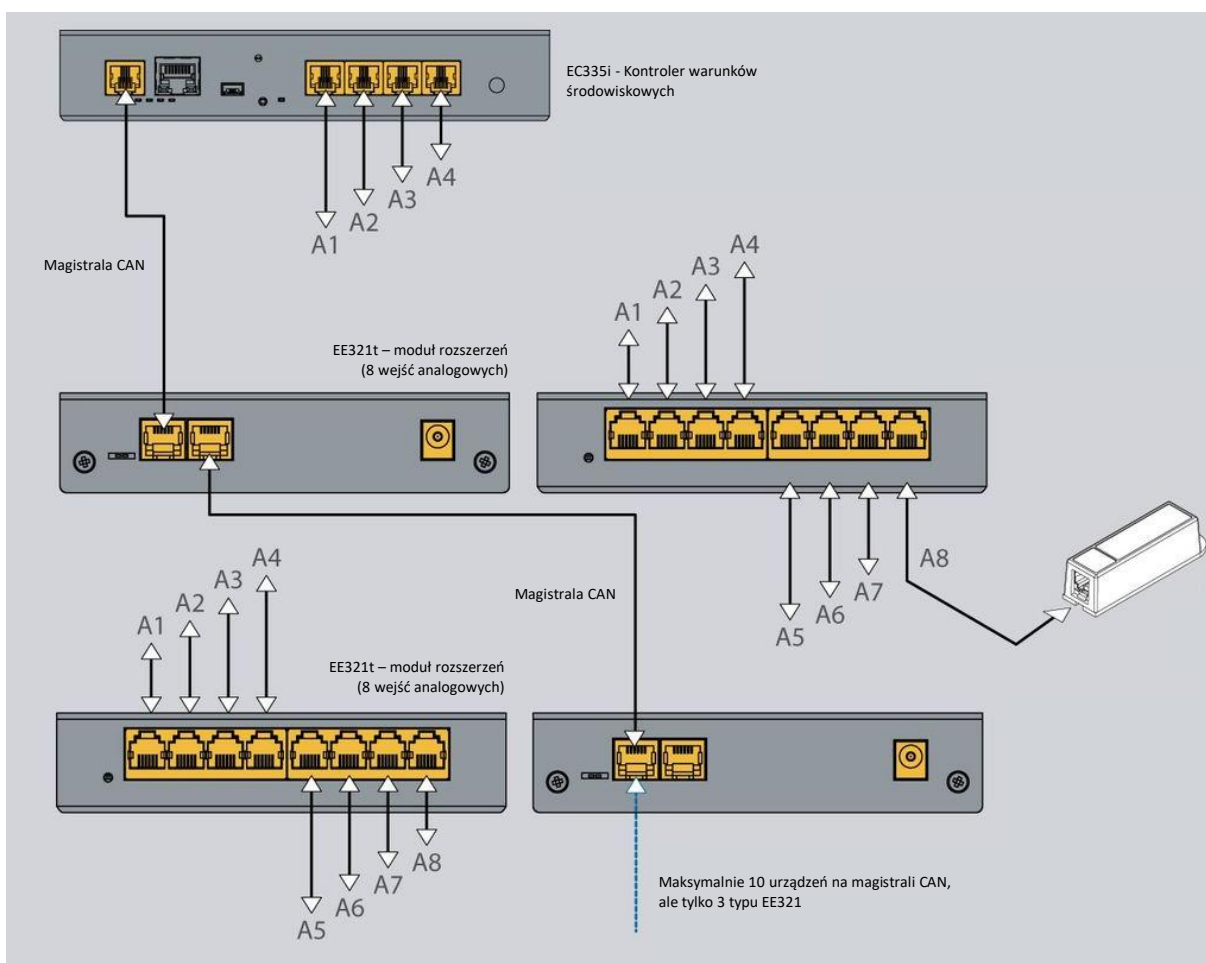 EC335i - Kontroler warunków
środowiskowych
A4
A3
A2
A1
Magistrala CAN
A4
A3
A2
A1
EE321t – moduł rozszerzeń
(8 wejść analogowych)
A8
A7
A6
A5
Magistrala CAN
A4
A3
A2
A1
EE321t – moduł rozszerzeń
(8 wejść analogowych)
A8
A7
A6
A5
Maksymalnie 10 urządzeń na magistrali CAN,
ale tylko 3 typu EE321